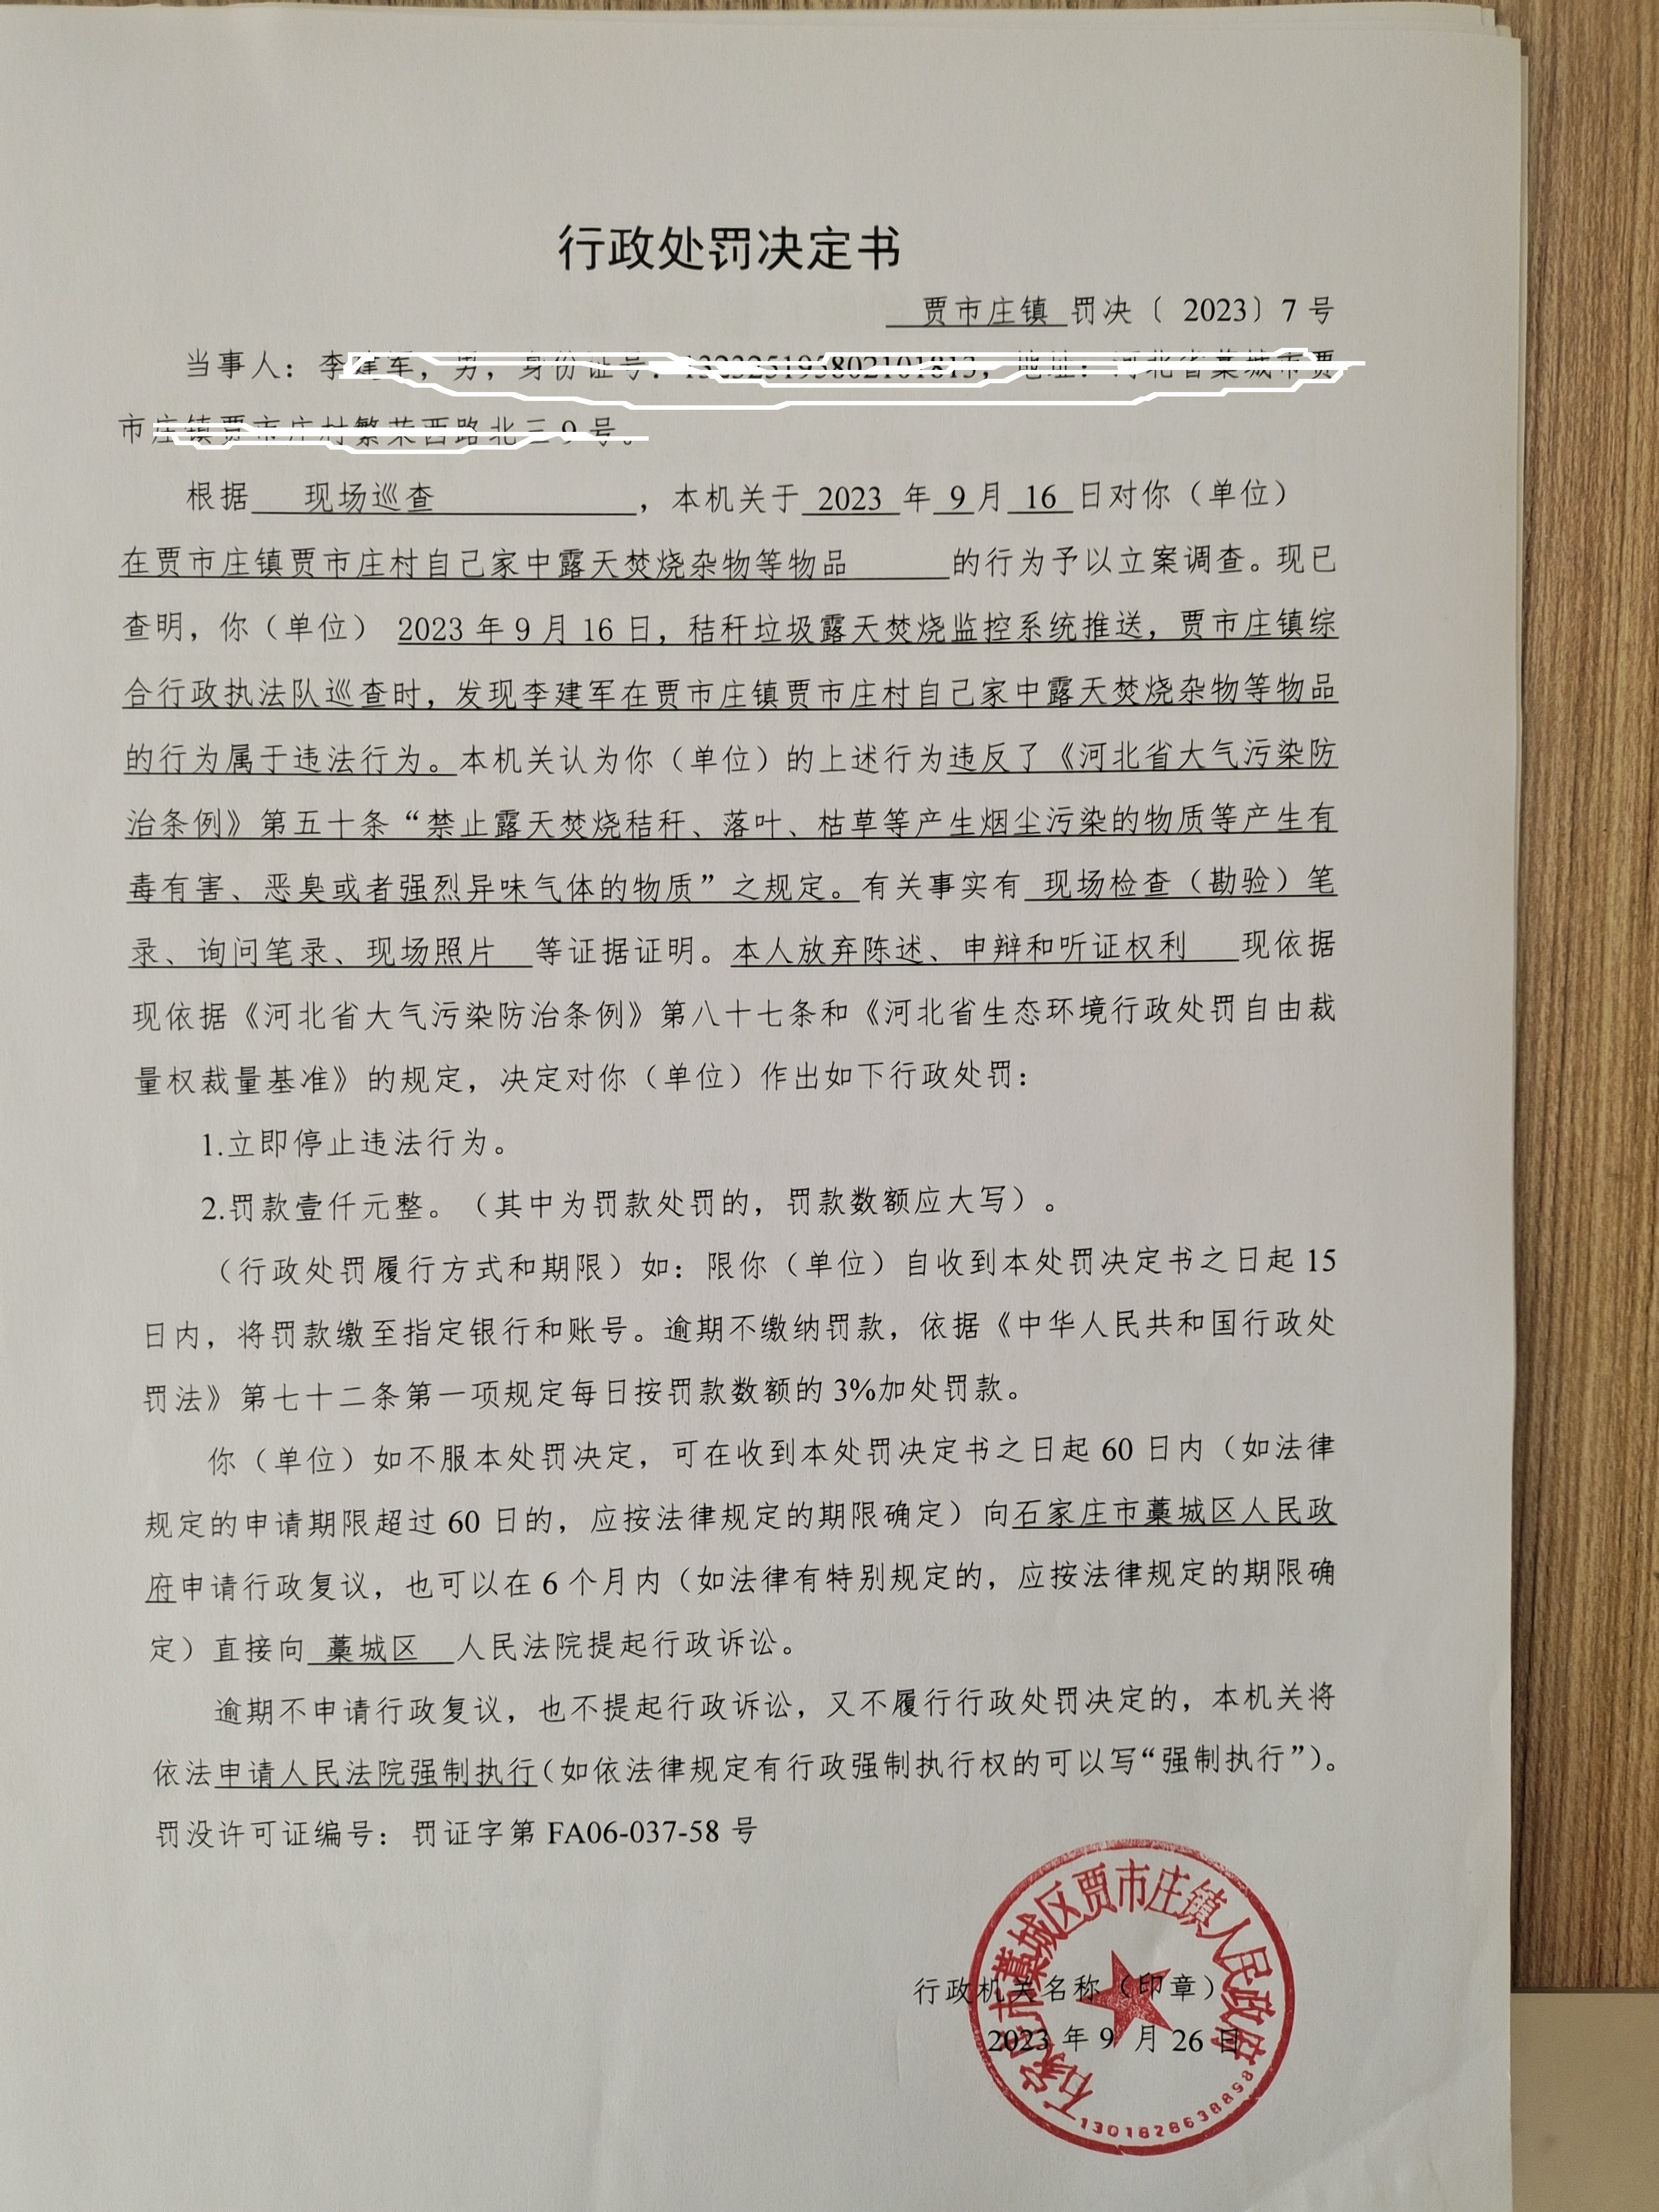 行政处罚决定书
贾市庄镇 罚决〔 2023〕7 号
当事人：李
市
根据 现场巡查 ，本机关于 2023 年 9 月 16 日对你（单位）
在贾市庄镇贾市庄村自己家中露天焚烧杂物等物品 的行为予以立案调查。现已
查明，你（单位） 2023 年 9 月 16 日，秸秆垃圾露天焚烧监控系统推送，贾市庄镇综
合行政执法队巡查时，发现李建军在贾市庄镇贾市庄村自己家中露天焚烧杂物等物品
的行为属于违法行为。本机关认为你（单位）的上述行为违反了《河北省大气污染防
治条例》第五十条“禁止露天焚烧秸秆、落叶、枯草等产生烟尘污染的物质等产生有
毒有害、恶臭或者强烈异味气体的物质”之规定。有关事实有 现场检查（勘验）笔
录、询问笔录、现场照片 等证据证明。本人放弃陈述、申辩和听证权利 现依据
现依据《河北省大气污染防治条例》第八十七条和《河北省生态环境行政处罚自由裁
量权裁量基准》的规定，决定对你（单位）作出如下行政处罚：
1.立即停止违法行为。
2.罚款壹仟元整。（其中为罚款处罚的，罚款数额应大写）。
（行政处罚履行方式和期限）如：限你（单位）自收到本处罚决定书之日起 15
日内，将罚款缴至指定银行和账号。逾期不缴纳罚款，依据《中华人民共和国行政处
罚法》第七十二条第一项规定每日按罚款数额的 3%加处罚款。
你（单位）如不服本处罚决定，可在收到本处罚决定书之日起 60 日内（如法律
规定的申请期限超过 60 日的，应按法律规定的期限确定）向石家庄市藁城区人民政
府申请行政复议，也可以在 6 个月内（如法律有特别规定的，应按法律规定的期限确
定）直接向 藁城区 人民法院提起行政诉讼。
逾期不申请行政复议，也不提起行政诉讼，又不履行行政处罚决定的，本机关将
依法申请人民法院强制执行（如依法律规定有行政强制执行权的可以写“强制执行”）。
罚没许可证编号：罚证字第 FA06-037-58 号
石家庄市藁城区贾市庄镇人民政府
行政机关名称（印章）
2023 年 9 月 26 日